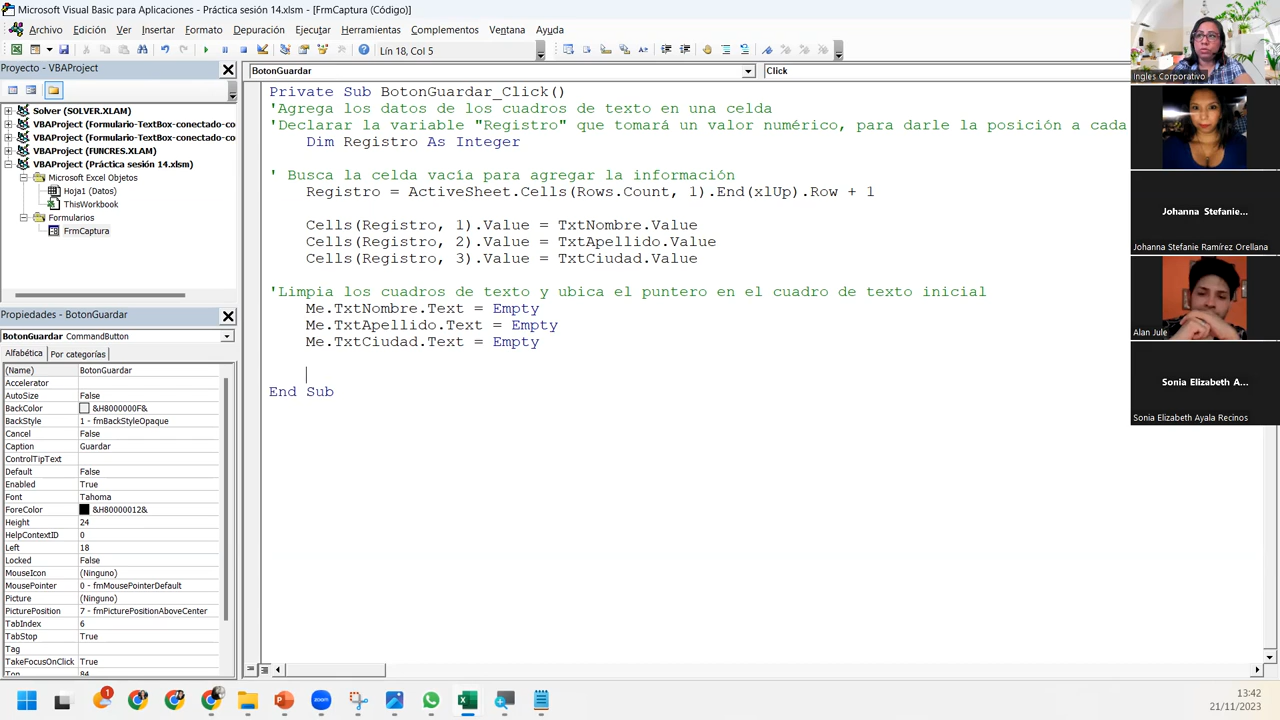 Microsoft Visual Basic para Aplicaciones - Práctica sesión 14.xlsm - [FrmCaptura (Código)]
Archivo Edición Ver Insertar Formato Depuración Ejecutar Herramientas Complementos Ventana Ayuda
Lín 18, Col 5
Proyecto - VBAProject
Solver (SOLVER.XLAM)
VBAProject (Formulario-TextBox-conectado-co
VBAProject (Formulario-TextBox-conectado-co
VBAProject (FUNCRES.XLAM)
VBAProject (Práctica sesión 14.xlsm)
Microsoft Excel Objetos
Hoja1 (Datos)
ThisWorkbook
Formularios
FrmCaptura
Propiedades - BotonGuardar
BotonGuardar CommandButton
Alfabética Por categorías
(Name) BotonGuardar
Accelerator
AutoSize False
BackColor &H8000000F&
BackStyle 1 - fmBackStyleOpaque
Cancel False
Caption Guardar
ControlTipText
Default False
Enabled True
Font Tahoma
ForeColor &H80000012&
Height 24
HelpContextID 0
Left 18
Locked False
MouseIcon (Ninguno)
MousePointer 0 - fmMousePointerDefault
Picture (Ninguno)
PicturePosition 7 - fmPicturePositionAboveCenter
TabIndex 6
TabStop True
Tag
TakeFocusOnClick True
Top 84
BotonGuardar Click
Private Sub BotonGuardar_Click()
'Agrega los datos de los cuadros de texto en una celda
'Declarar la variable "Registro" que tomará un valor numérico, para darle la posición a cada
Dim Registro As Integer
' Busca la celda vacía para agregar la información
Registro = ActiveSheet.Cells(Rows.Count, 1).End(xlUp).Row + 1
Cells(Registro, 1).Value = TxtNombre.Value
Cells(Registro, 2).Value = TxtApellido.Value
Cells(Registro, 3).Value = TxtCiudad.Value
'Limpia los cuadros de texto y ubica el puntero en el cuadro de texto inicial
Me.TxtNombre.Text = Empty
Me.TxtApellido.Text = Empty
Me.TxtCiudad.Text = Empty
End Sub
Ingles Corporativo
Johanna Stefanie...
Johanna Stefanie Ramírez Orellana
Alan Jule
Sonia Elizabeth A...
Sonia Elizabeth Ayala Recinos
1
zoom
13:42
21/11/2023